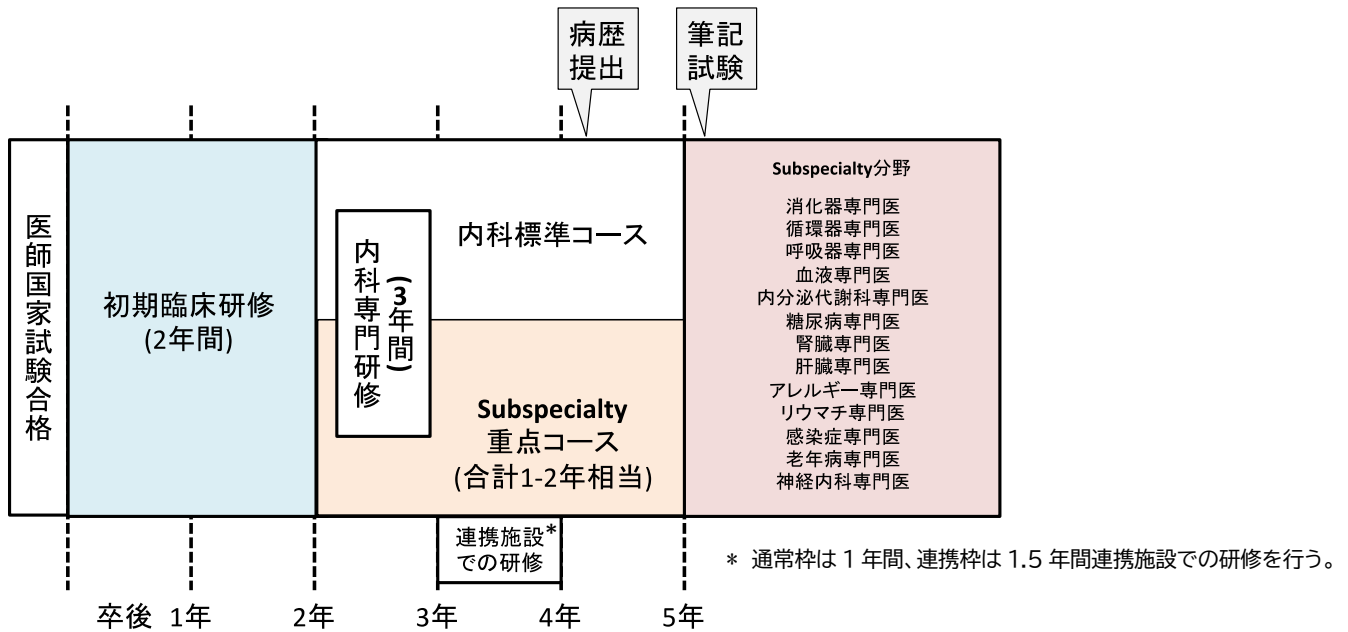 病歴
提出
筆記
試験
医師国家試験合格
初期臨床研修
(2年間)
内科専門研修
(3年間)
内科標準コース
Subspecialty
重点コース
(合計1-2年相当)
Subspecialty分野
消化器専門医
循環器専門医
呼吸器専門医
血液専門医
内分泌代謝科専門医
糖尿病専門医
腎臓専門医
肝臓専門医
アレルギー専門医
リウマチ専門医
感染症専門医
老年病専門医
神経内科専門医
連携施設*
での研修
* 通常枠は1年間、連携枠は1.5年間連携施設での研修を行う。
卒後 1年 2年 3年 4年 5年